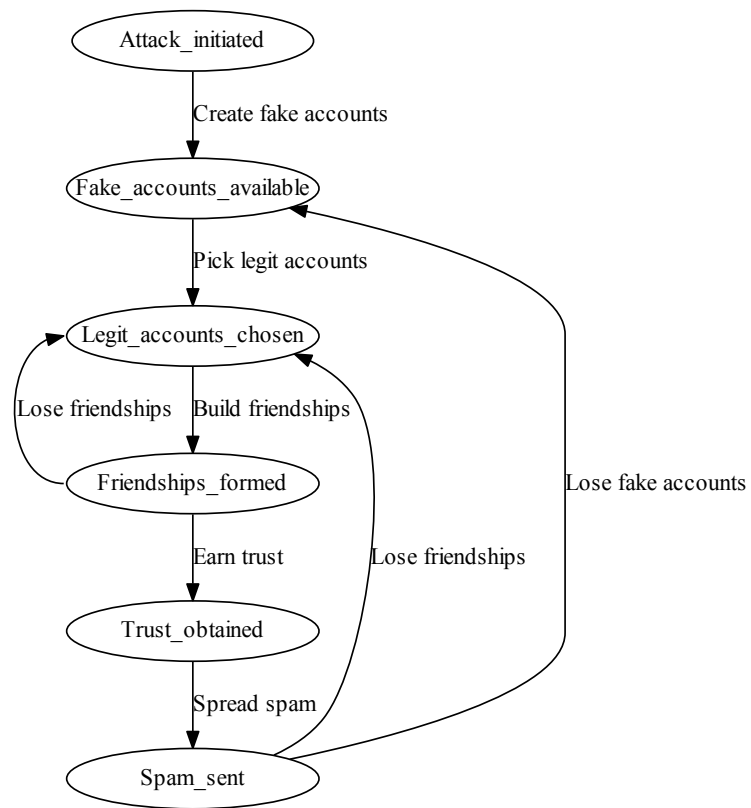 Attack_initiated
Create fake accounts
Fake_accounts_available
Pick legit accounts
Legit_accounts_chosen
Lose friendships
Build friendships
Friendships_formed
Lose fake accounts
Earn trust
Lose friendships
Trust_obtained
Spread spam
Spam_sent